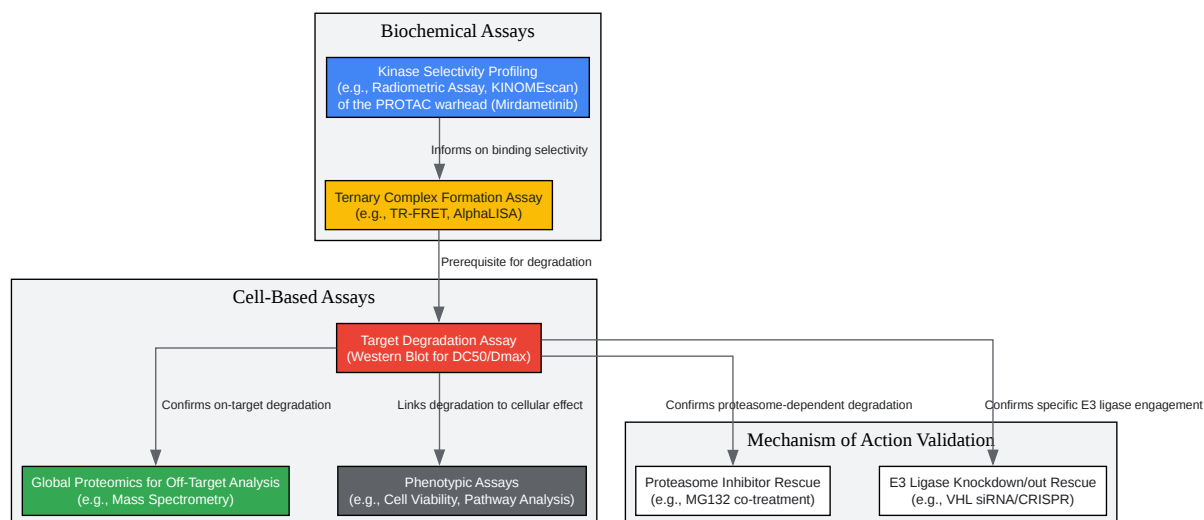 Biochemical Assays
Kinase Selectivity Profiling
(e.g., Radiometric Assay, KINOMEscan)
of the PROTAC warhead (Mirdametinib)
Informs on binding selectivity
Ternary Complex Formation Assay
(e.g., TR-FRET, AlphaLISA)
Prerequisite for degradation
Cell-Based Assays
Target Degradation Assay
(Western Blot for DC50/Dmax)
Confirms on-target degradation
Links degradation to cellular effect
Confirms proteasome-dependent degradation
Confirms specific E3 ligase engagement
Mechanism of Action Validation
Global Proteomics for Off-Target Analysis
(e.g., Mass Spectrometry)
Phenotypic Assays
(e.g., Cell Viability, Pathway Analysis)
Proteasome Inhibitor Rescue
(e.g., MG132 co-treatment)
E3 Ligase Knockdown/out Rescue
(e.g., VHL siRNA/CRISPR)